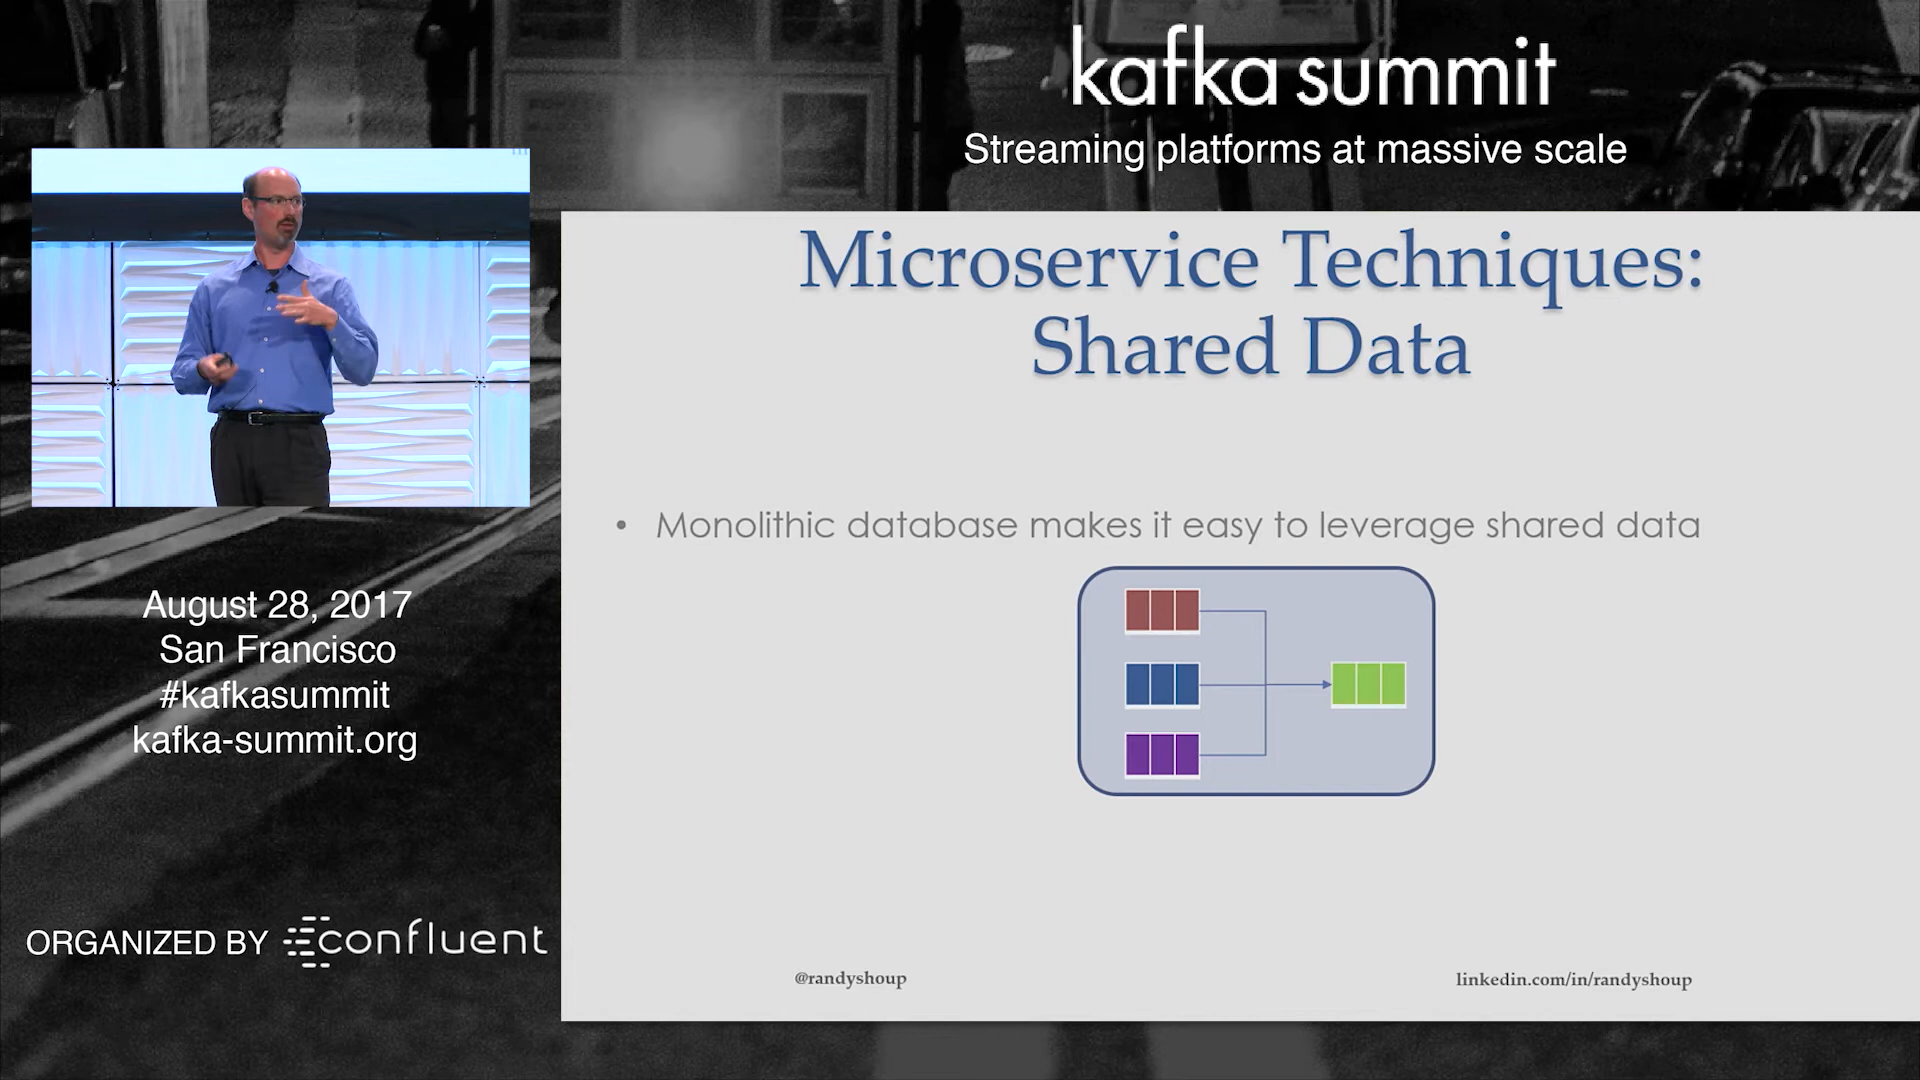 kafka summit
Streaming platforms at massive scale
Microservice Techniques:
Shared Data
• Monolithic database makes it easy to leverage shared data
August 28, 2017
San Francisco
#kafkasummit
kafka-summit.org
ORGANIZED BY confluent
@randyshoup
linkedin.com/in/randyshoup